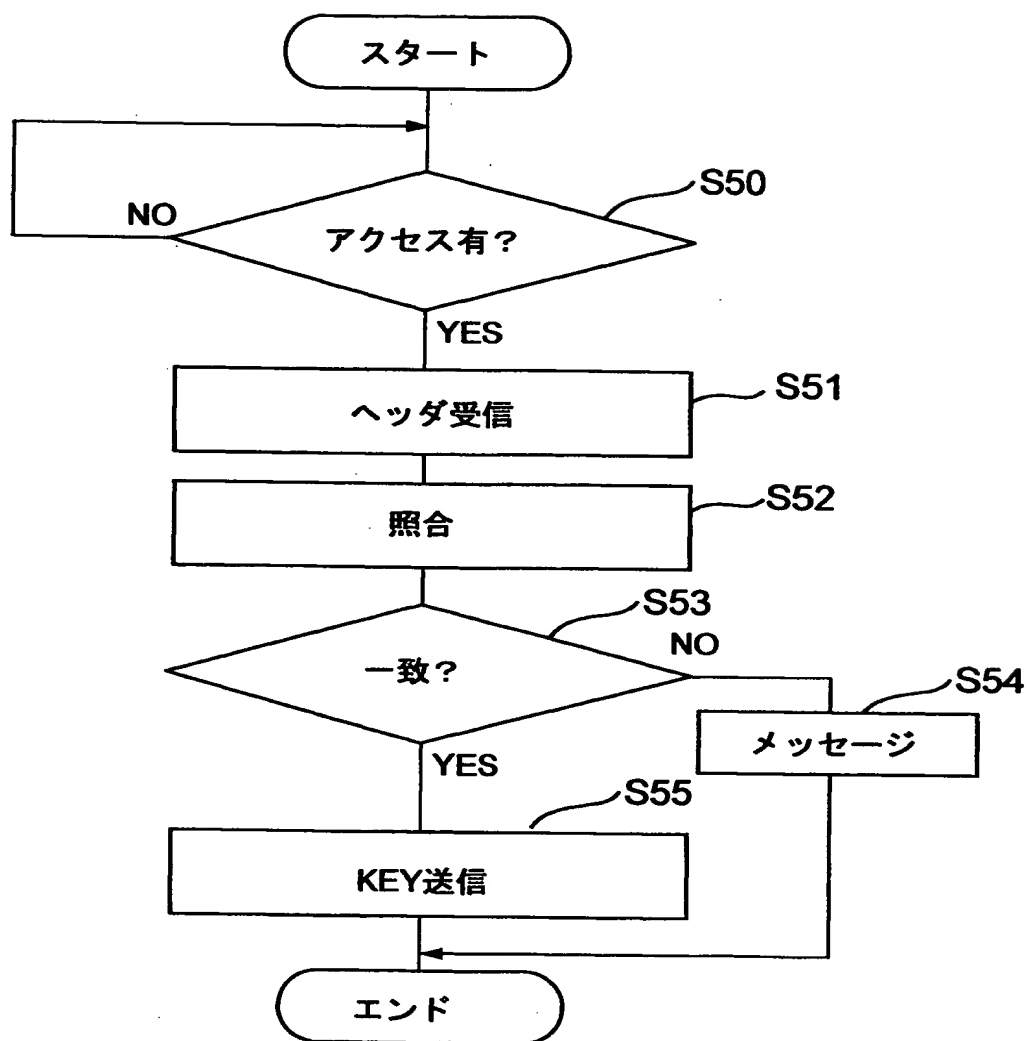 スタート
S50
NO
アクセス有?
YES
S51
ヘッダ受信
S52
照合
S53
NO
一致?
S54
メッセージ
YES
S55
KEY送信
エンド